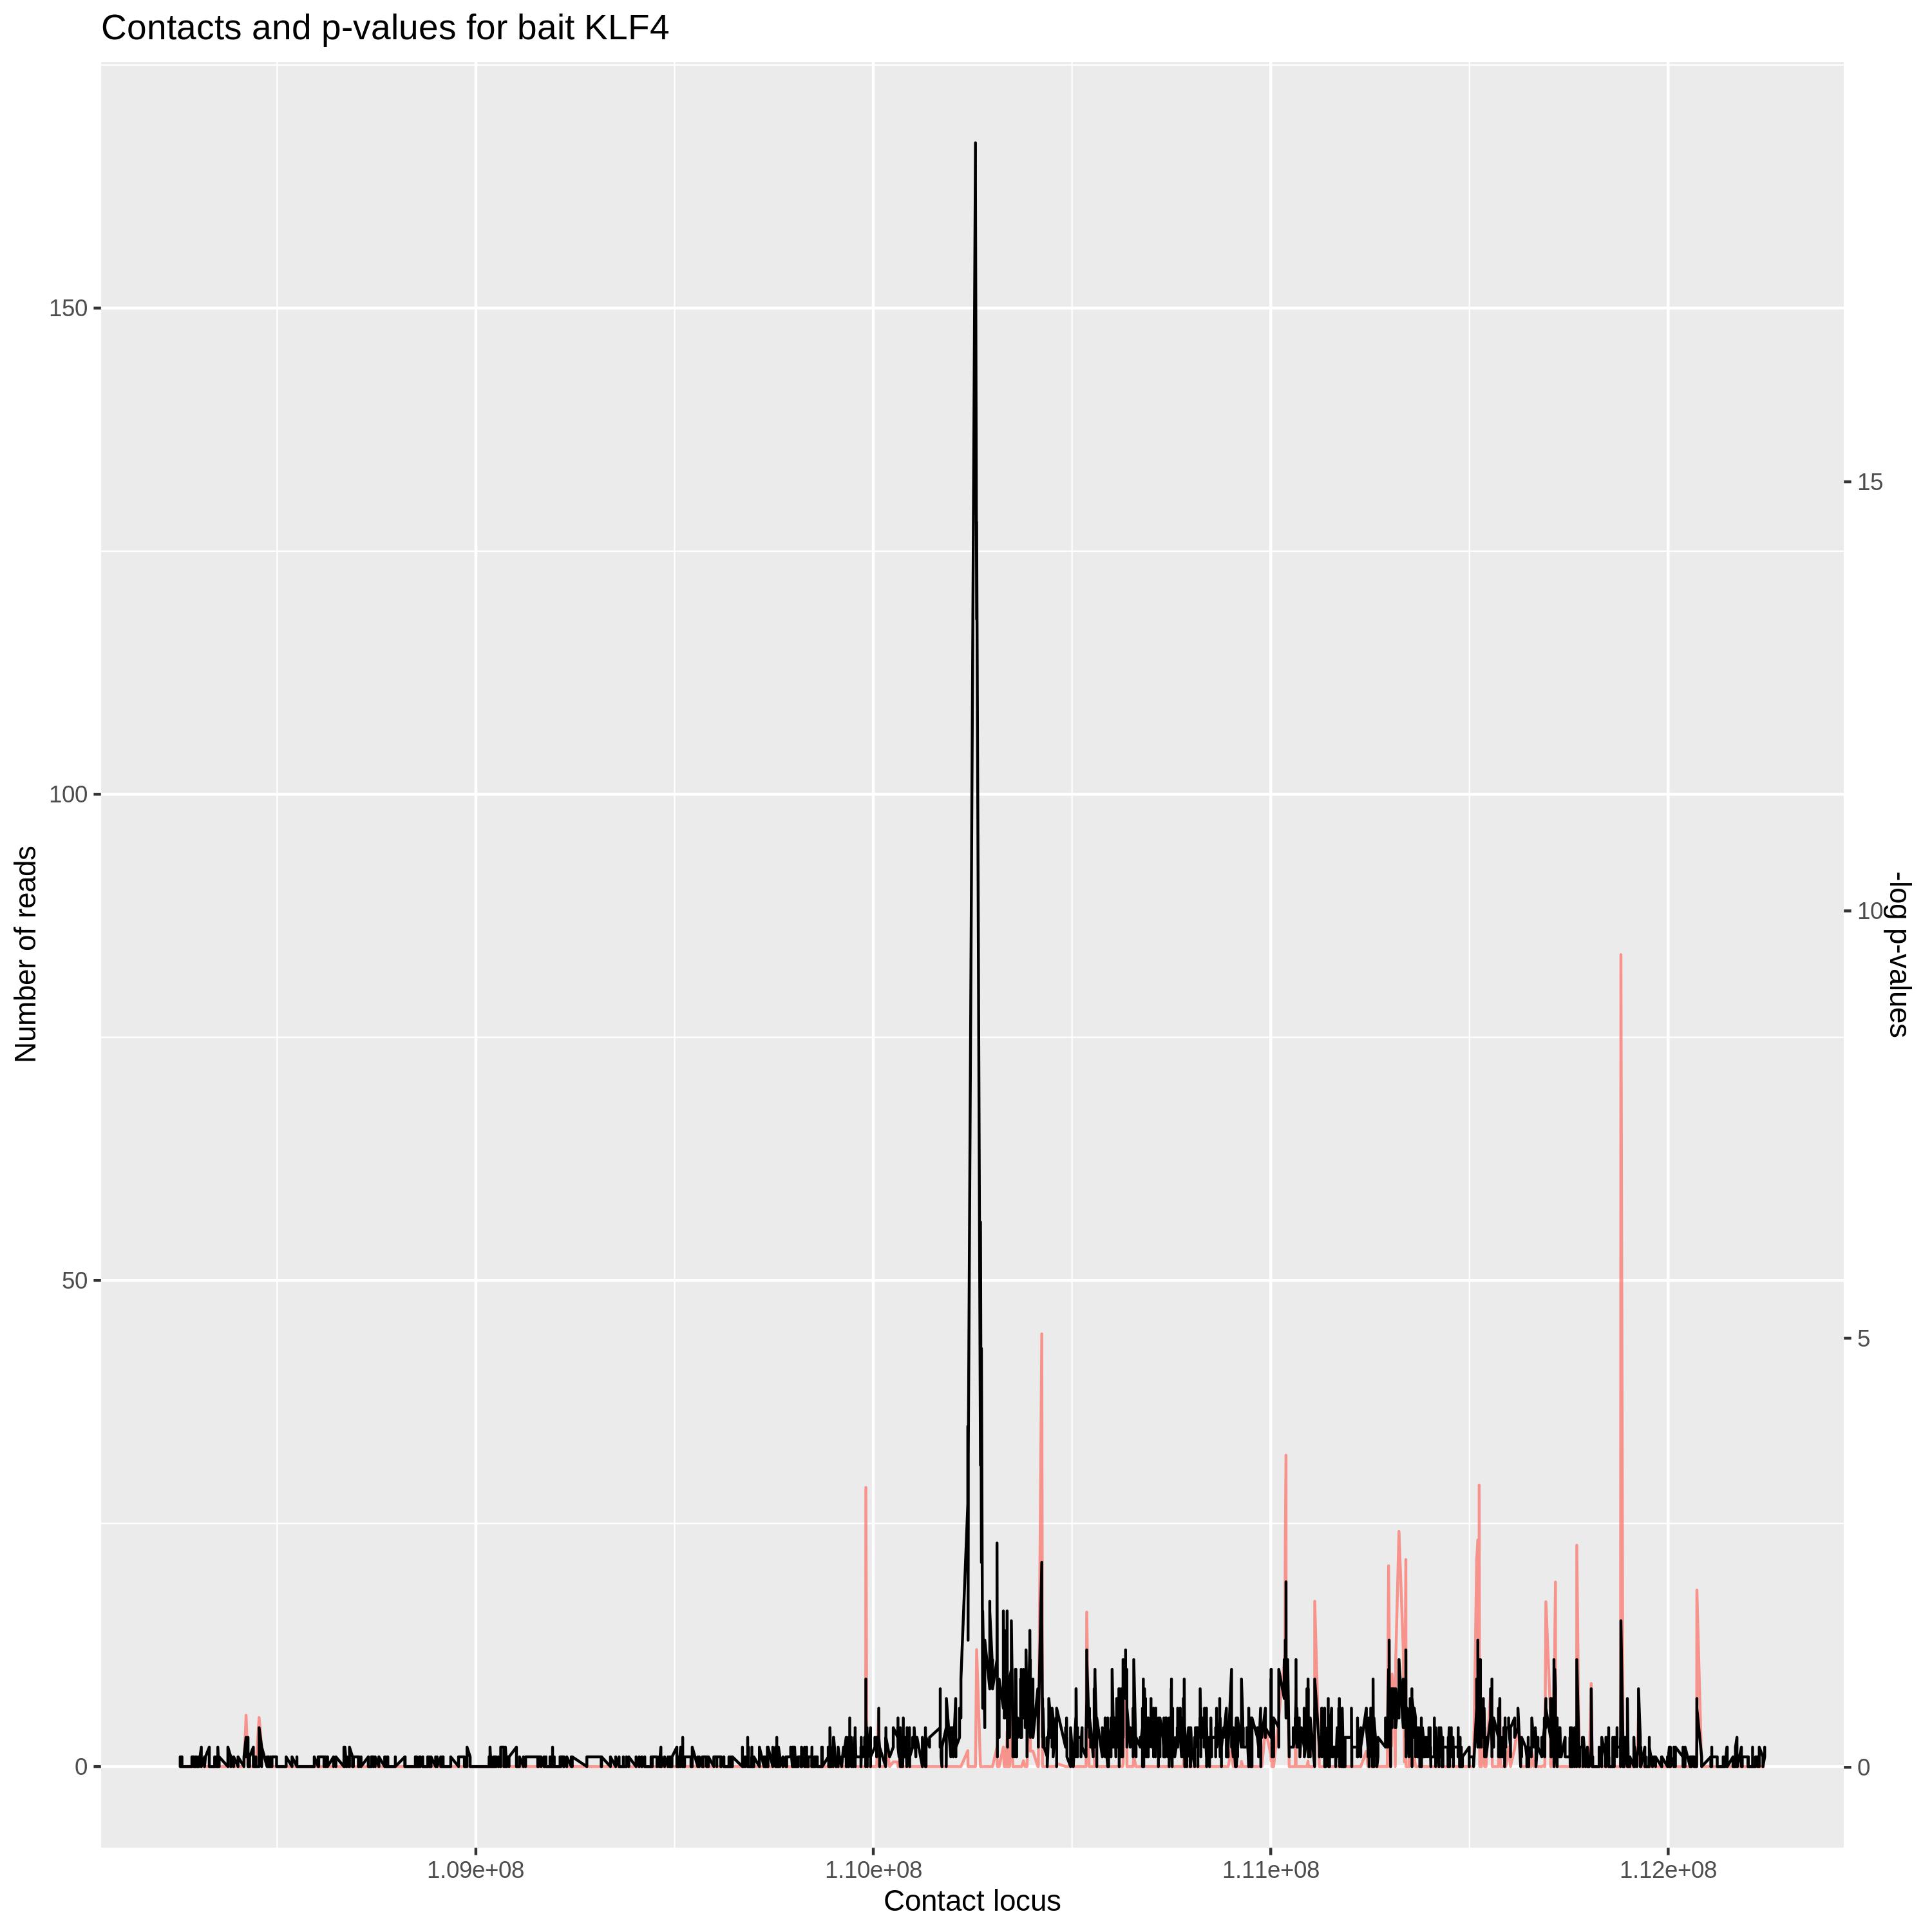 Contacts and p-values for bait KLF4
150
100
50
0
Number of reads
15
10
5
0
-log p-values
1.09e+08
1.10e+08
1.11e+08
1.12e+08
Contact locus